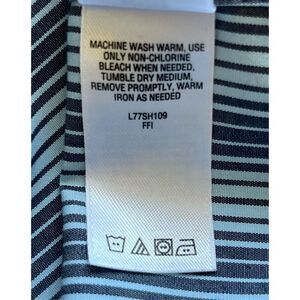 MACHINE WASH WARM, USE
ONLY NON-CHLORINE
BLEACH WHEN NEEDED,
TUMBLE DRY MEDIUM,
REMOVE PROMPTLY, WARM
IRON AS NEEDED
L77SH109
FFI